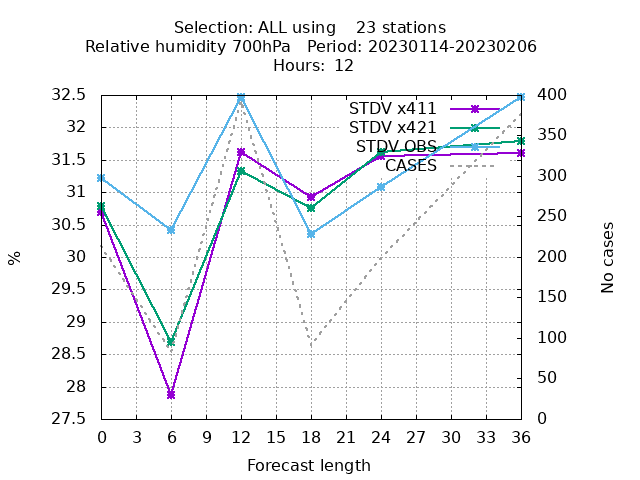 Selection: ALL using    23 stations
Relative humidity 700hPa   Period: 20230114-20230206
Hours:  12
32.5
32
31.5
31
30.5
30
29.5
29
28.5
28
27.5
%
STDV x411
STDV x421
STDV OBS
CASES
400
350
300
250
200
150
100
50
0
No cases
0 3 6 9 12 15 18 21 24 27 30 33 36
Forecast length